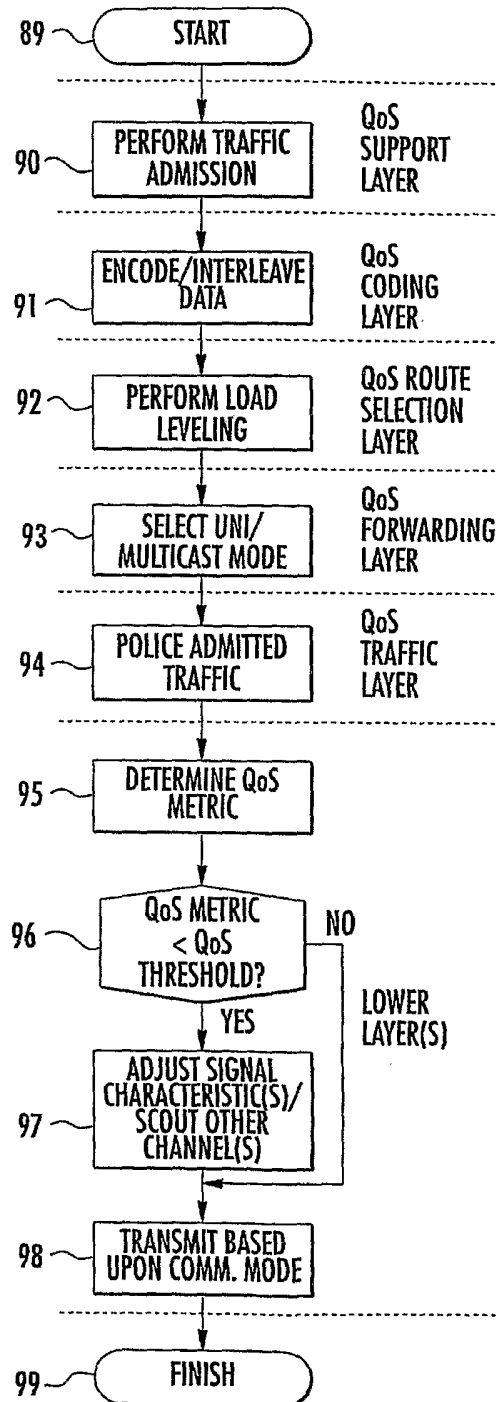 89
START
90
PERFORM TRAFFIC
ADMISSION
QoS
SUPPORT
LAYER
91
ENCODE/INTERLEAVE
DATA
QoS
CODING
LAYER
92
PERFORM LOAD
LEVELING
QoS ROUTE
SELECTION
LAYER
93
SELECT UNI/
MULTICAST MODE
QoS
FORWARDING
LAYER
94
POLICE ADMITTED
TRAFFIC
QoS
TRAFFIC
LAYER
95
DETERMINE QoS
METRIC
96
QoS METRIC
< QoS
THRESHOLD?
NO
YES
LOWER
LAYER(S)
97
ADJUST SIGNAL
CHARACTERISTIC(S)/
SCOUT OTHER
CHANNEL(S)
98
TRANSMIT BASED
UPON COMM. MODE
99
FINISH